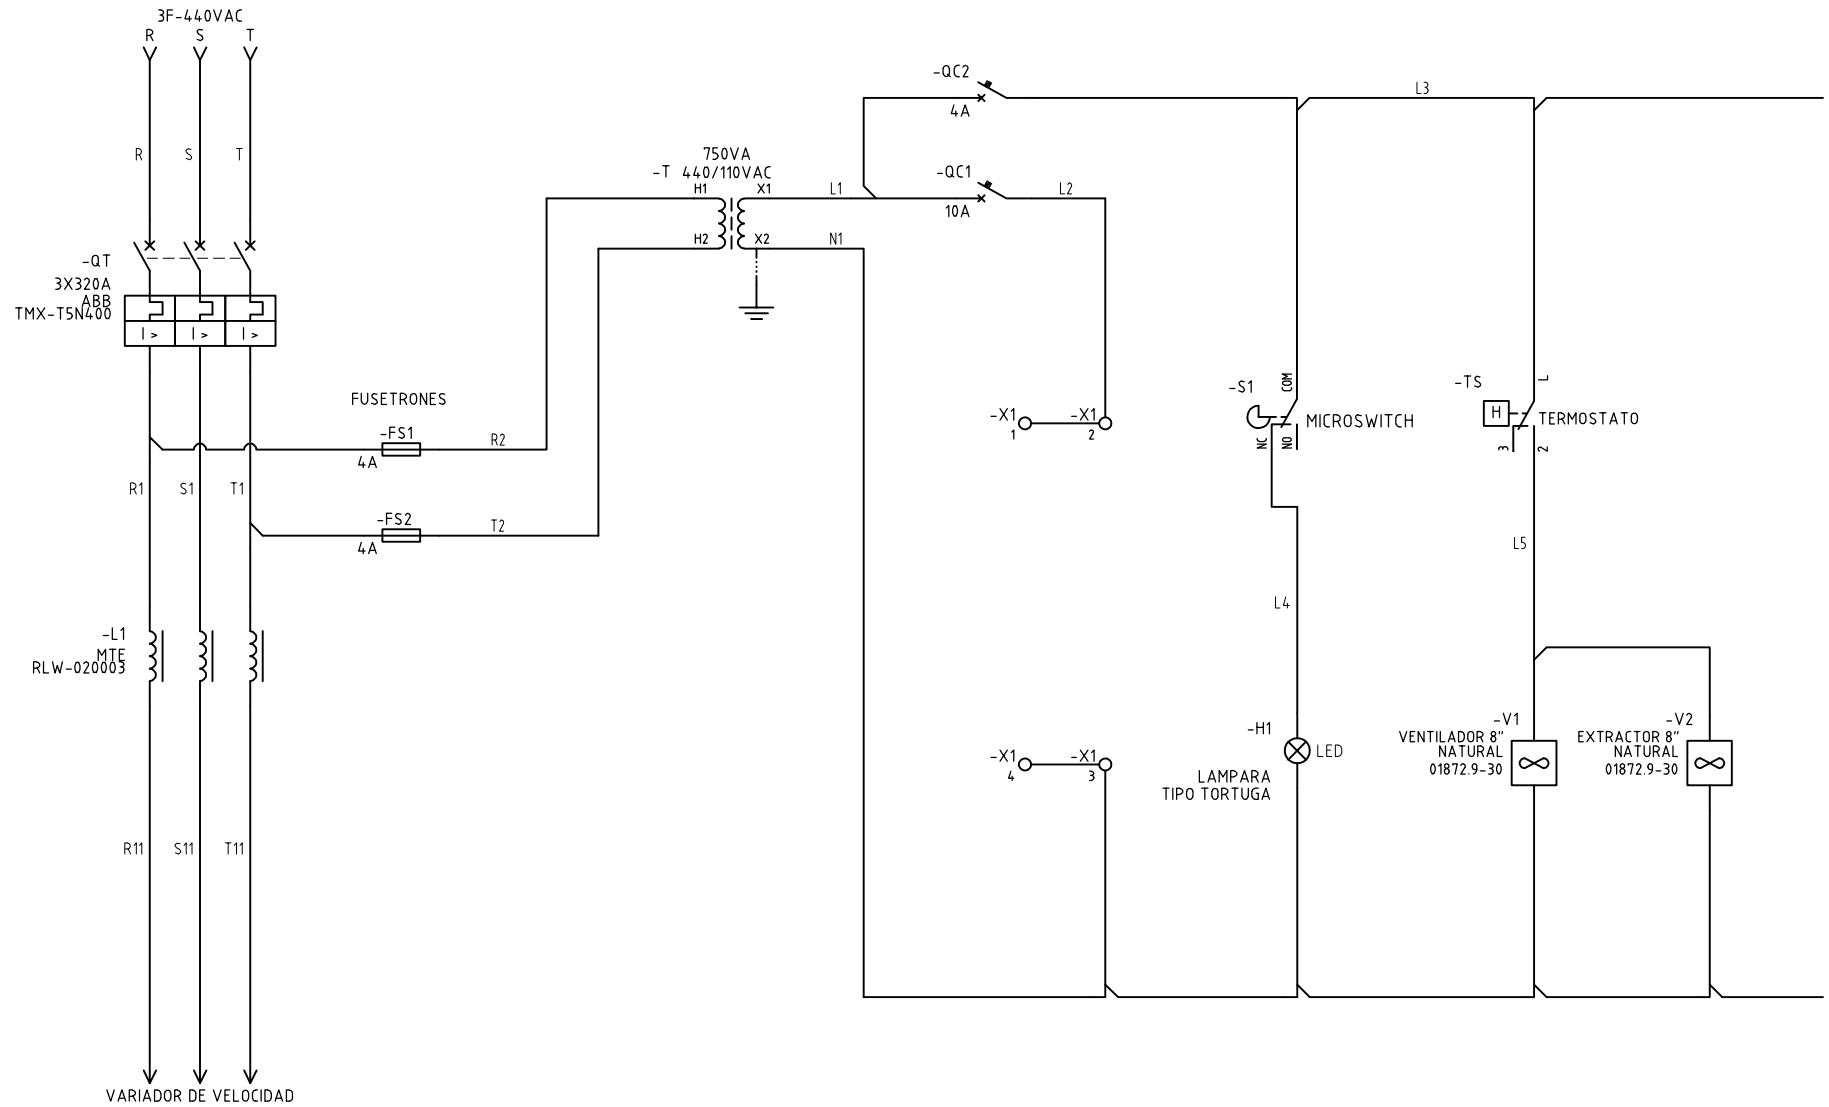 3F-440VAC
R S T
R S T
-QT
3X320A
ABB
TMX-T5N400
I > I > I >
FUSETRONES
-FS1
4A
R2
R1 S1 T1
-FS2
4A
T2
-L1
MTE
RLW-020003
R11 S11 T11
VARIADOR DE VELOCIDAD
750VA
-T 440/110VAC
H1 X1
H2 X2
L1
N1
-QC2
4A
-QC1
10A
L2
L3
-X1
1
-X1
2
-X1
4
-X1
3
-S1
COM
MICROSWITCH
NC
NO
L4
-H1
LED
LAMPARA
TIPO TORTUGA
-TS
L
H
TERMOSTATO
3
2
L5
-V1
VENTILADOR 8"
NATURAL
01872.9-30
-V2
EXTRACTOR 8"
NATURAL
01872.9-30